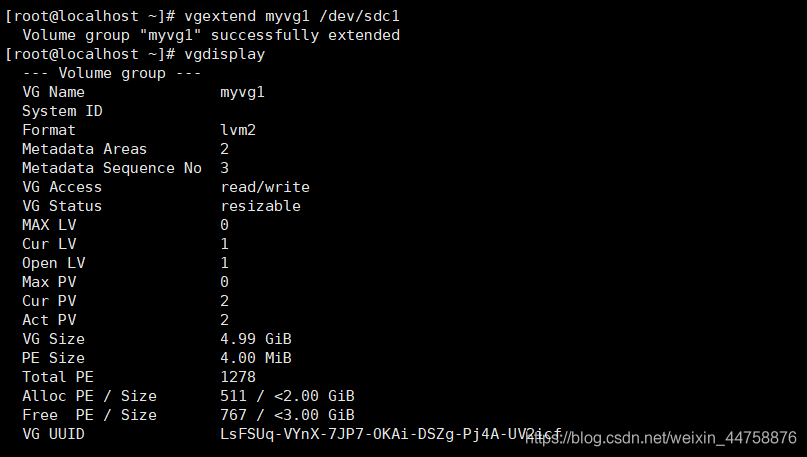 [root@localhost ~]# vgextend myvg1 /dev/sdc1
  Volume group "myvg1" successfully extended
[root@localhost ~]# vgdisplay
  --- Volume group ---
  VG Name               myvg1
  System ID
  Format                lvm2
  Metadata Areas        2
  Metadata Sequence No  3
  VG Access             read/write
  VG Status             resizable
  MAX LV                0
  Cur LV                1
  Open LV               1
  Max PV                0
  Cur PV                2
  Act PV                2
  VG Size               4.99 GiB
  PE Size               4.00 MiB
  Total PE              1278
  Alloc PE / Size       511 / <2.00 GiB
  Free  PE / Size       767 / <3.00 GiB
  VG UUID               LsFSUq-VYnX-7JP7-OKAi-DSZg-Pj4A-UV2icf
https://blog.csdn.net/weixin_44758876